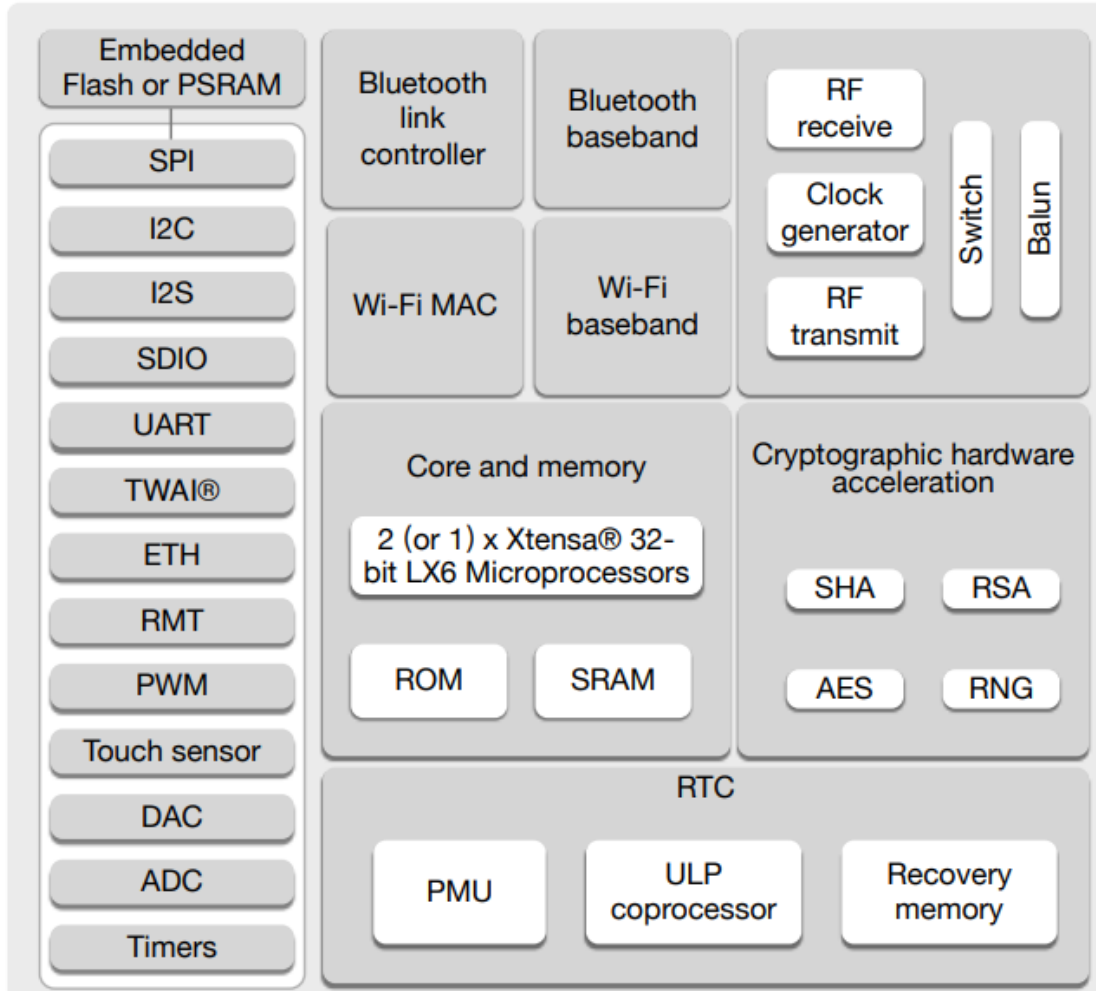 Embedded
Flash or PSRAM
SPI
I2C
I2S
SDIO
UART
TWAI®
ETH
RMT
PWM
Touch sensor
DAC
ADC
Timers
Bluetooth
link
controller
Bluetooth
baseband
Wi-Fi MAC
Wi-Fi
baseband
RF
receive
Clock
generator
RF
transmit
Switch
Balun
Core and memory
2 (or 1) x Xtensa® 32-
bit LX6 Microprocessors
ROM
SRAM
Cryptographic hardware
acceleration
SHA
RSA
AES
RNG
RTC
PMU
ULP
coprocessor
Recovery
memory